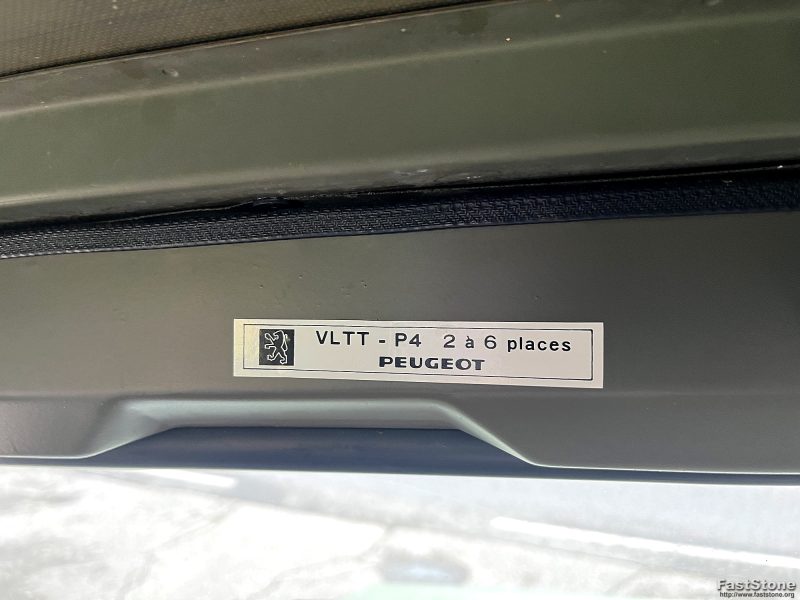 VLTT - P4 2 à 6 places
PEUGEOT
FastStone
http://www.faststone.org